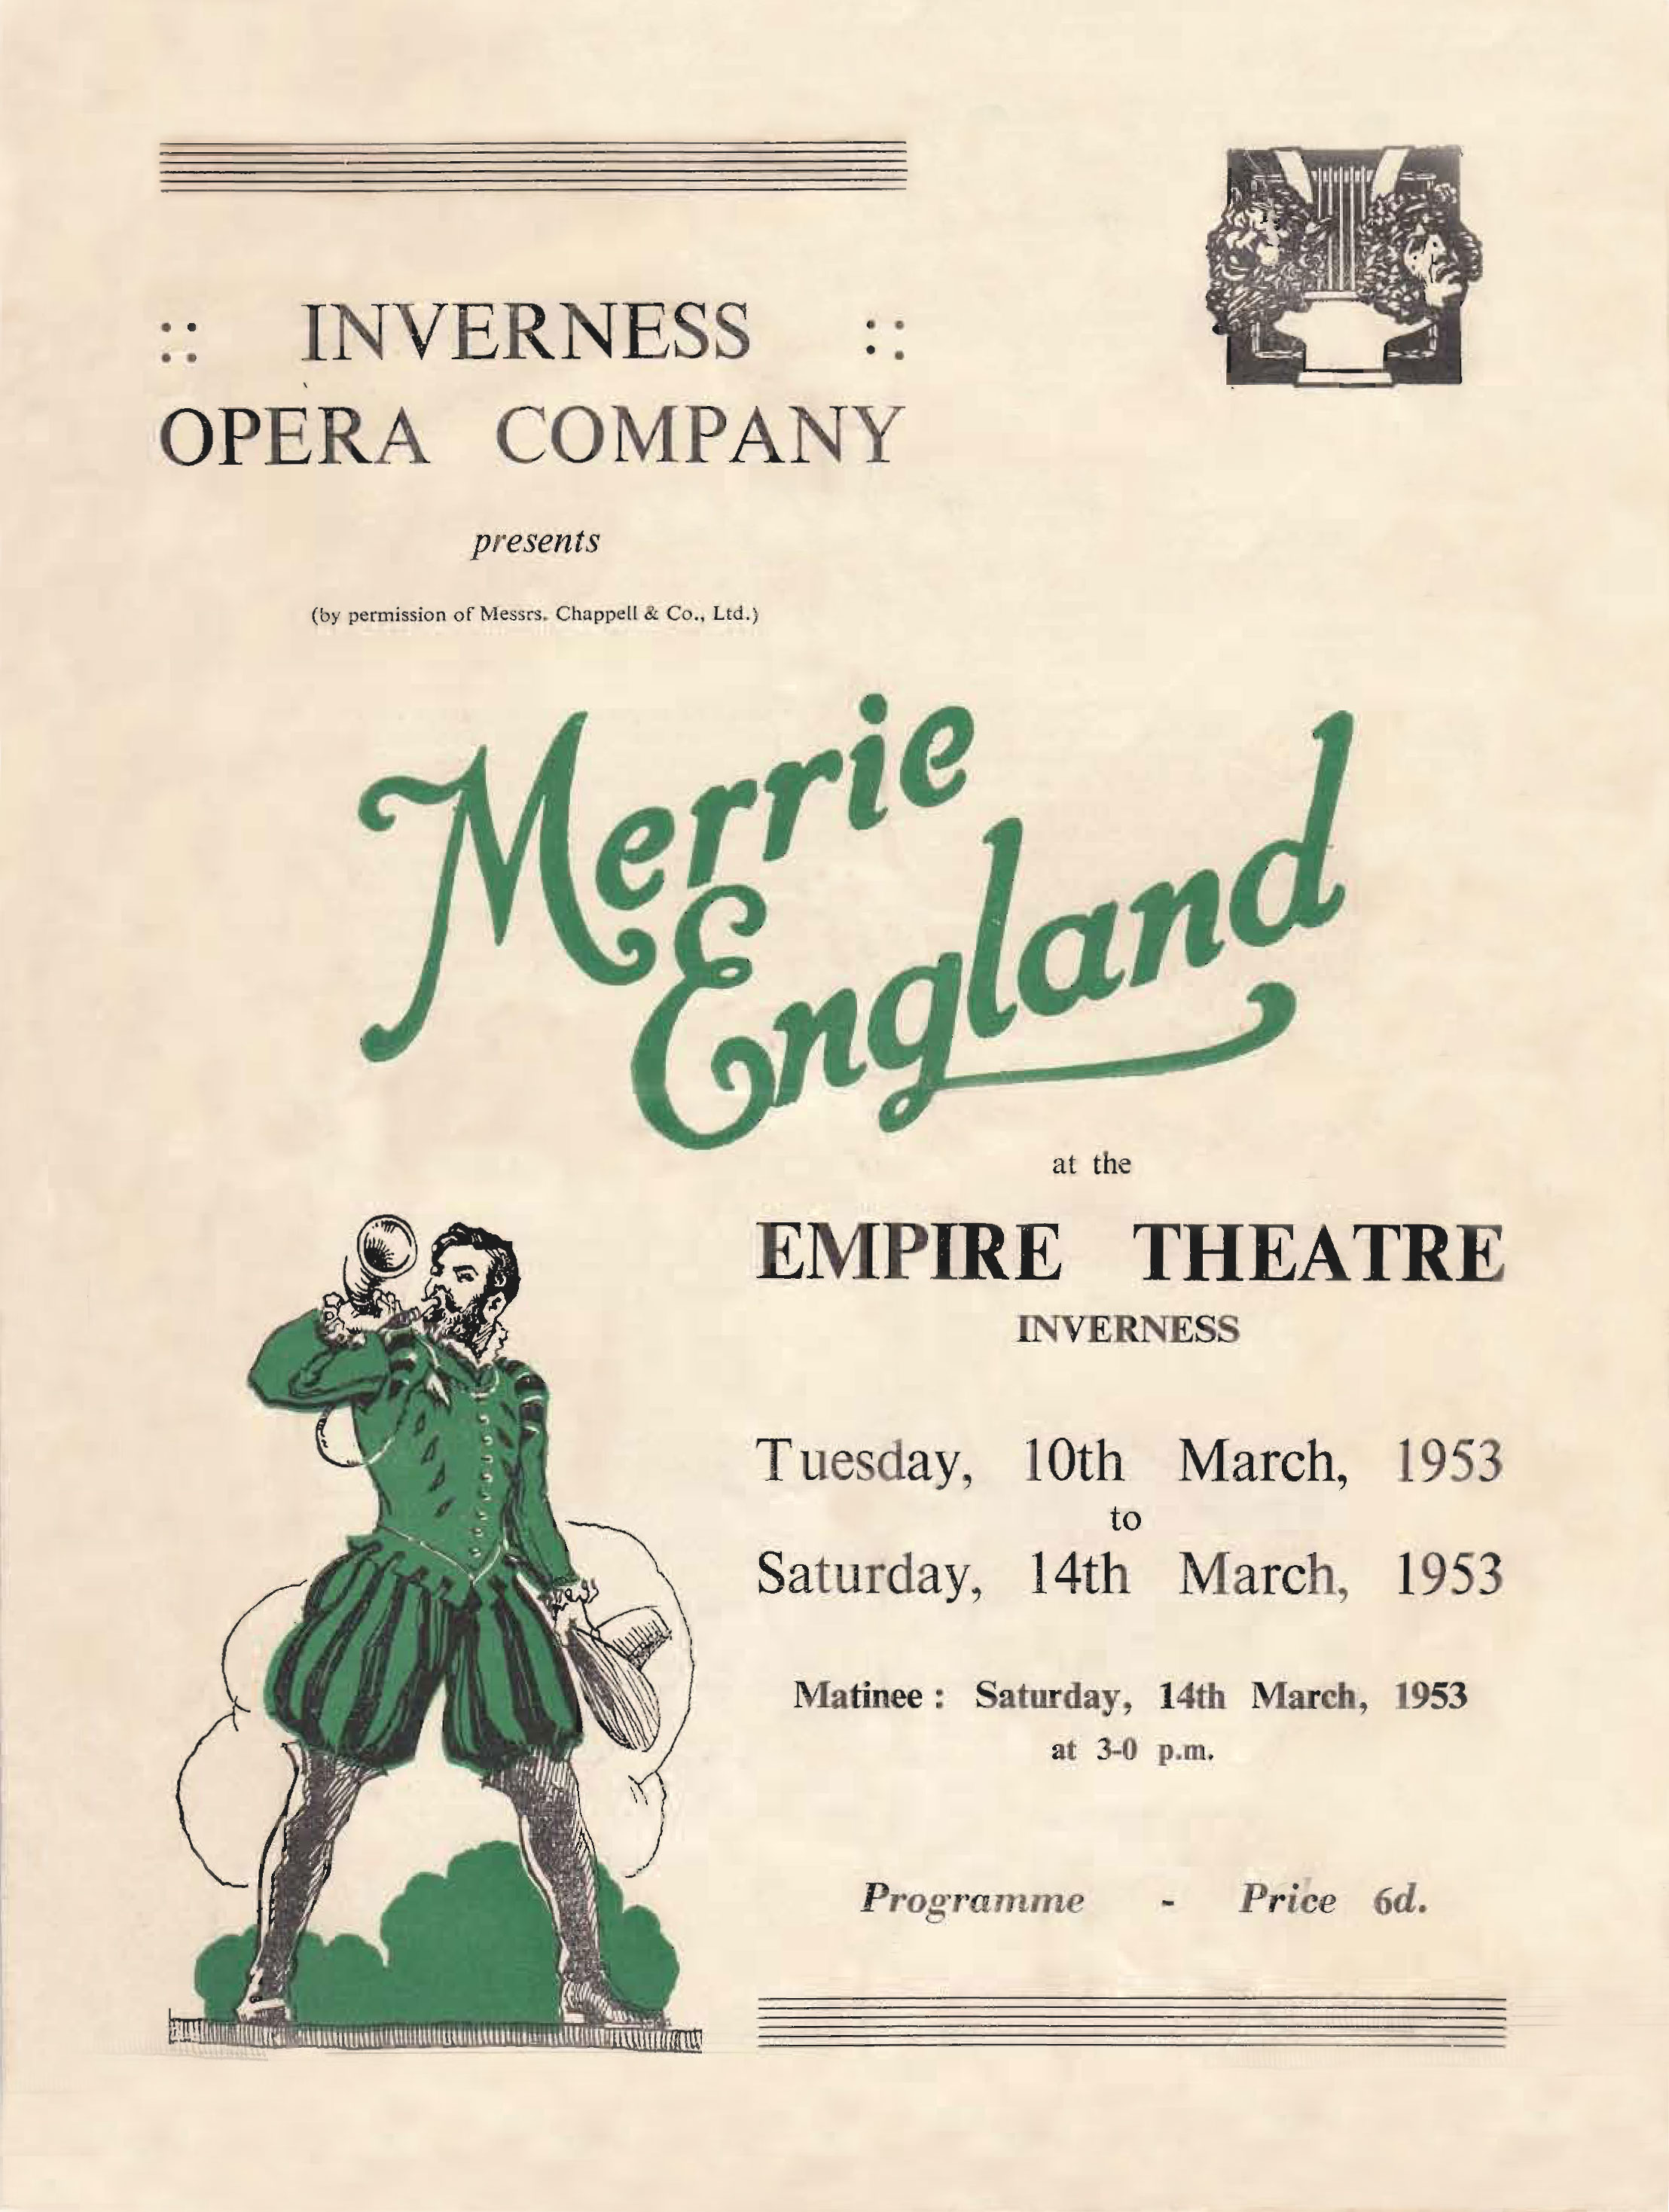 :: INVERNESS ::
OPERA COMPANY
presents
(by permission of Messrs. Chappell & Co., Ltd.)
Merrie
England
at the
EMPIRE THEATRE
INVERNESS
Tuesday, 10th March, 1953
to
Saturday, 14th March, 1953
Matinee : Saturday, 14th March, 1953
at 3-0 p.m.
Programme - Price 6d.